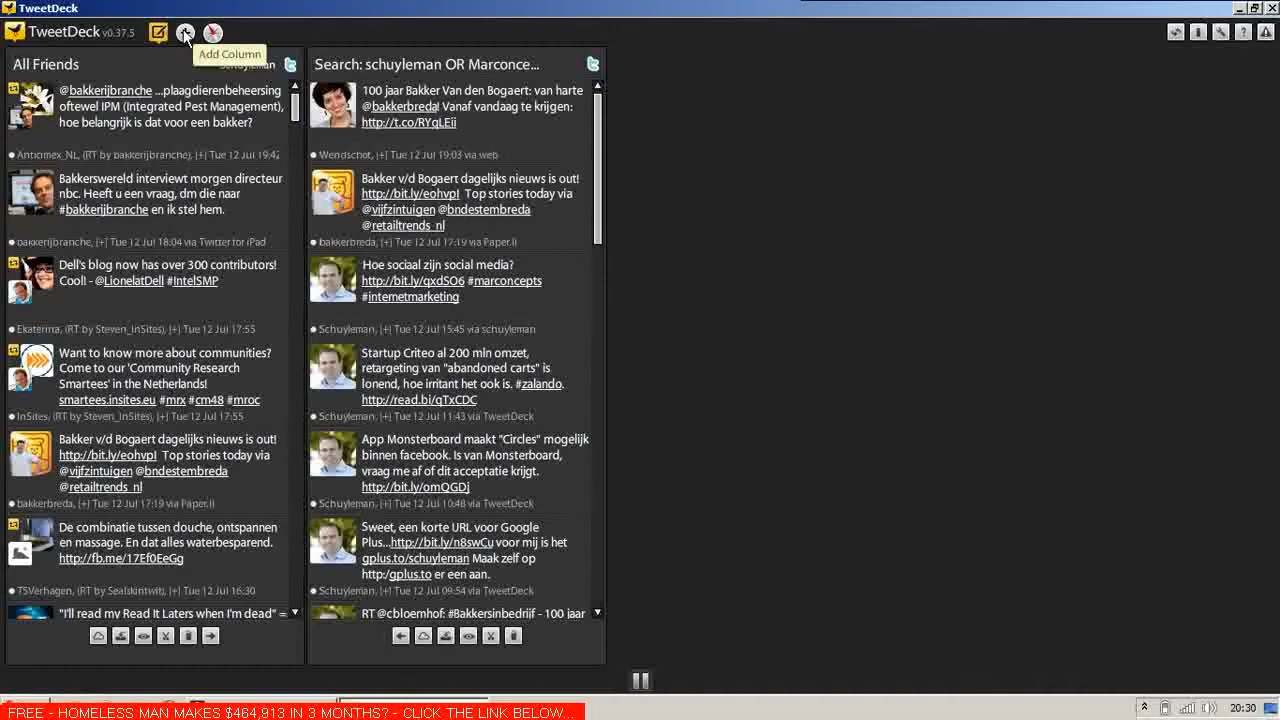 TweetDeck
TweetDeck v0.37.5
Add Column
All Friends
schuyleman
@bakkerijbranche ...plaagdierenbeheersing
oftewel IPM (Integrated Pest Management),
hoe belangrijk is dat voor een bakker?
Anticimex_NL, (RT by bakkerijbranche), [+] Tue 12 Jul 19:42
Bakkerswereld interviewt morgen directeur
nbc. Heeft u een vraag, dm die naar
#bakkerijbranche en ik stel hem.
bakkerijbranche, [+] Tue 12 Jul 18:04 via Twitter for iPad
Dell's blog now has over 300 contributors!
Cool! - @LionelatDell #IntelSMP
Ekaterina, (RT by Steven_InSites), [+] Tue 12 Jul 17:55
Want to know more about communities?
Come to our 'Community Research
Smartees' in the Netherlands!
smartees.insites.eu #mrx #cm48 #mroc
InSites, (RT by Steven_InSites), [+] Tue 12 Jul 17:55
Bakker v/d Bogaert dagelijks nieuws is out!
http://bit.ly/eohvpI Top stories today via
@vijfzintuigen @bndestembreda
@retailtrends_nl
bakkerbreda, [+] Tue 12 Jul 17:19 via Paper.li
De combinatie tussen douche, ontspannen
en massage. En dat alles waterbesparend.
http://fb.me/17Ef0EeGg
TSVerhagen, (RT by Sealskintwit), [+] Tue 12 Jul 16:30
"I'll read my Read It Laters when I'm dead" =
Search: schuyleman OR Marconce...
100 jaar Bakker Van den Bogaert: van harte
@bakkerbreda! Vanaf vandaag te krijgen:
http://t.co/RYqLEii
Wendschot, [+] Tue 12 Jul 19:03 via web
Bakker v/d Bogaert dagelijks nieuws is out!
http://bit.ly/eohvpI Top stories today via
@vijfzintuigen @bndestembreda
@retailtrends_nl
bakkerbreda, [+] Tue 12 Jul 17:19 via Paper.li
Hoe sociaal zijn social media?
http://bit.ly/qxdSO6 #marconcepts
#internetmarketing
Schuyleman, [+] Tue 12 Jul 15:45 via schuyleman
Startup Criteo al 200 mln omzet,
retargeting van "abandoned carts" is
lonend, hoe irritant het ook is. #zalando.
http://read.bi/qTxCDC
Schuyleman, [+] Tue 12 Jul 11:43 via TweetDeck
App Monsterboard maakt "Circles" mogelijk
binnen facebook. Is van Monsterboard,
vraag me af of dit acceptatie krijgt.
http://bit.ly/omQGDj
Schuyleman, [+] Tue 12 Jul 10:48 via TweetDeck
Sweet, een korte URL voor Google
Plus...http://bit.ly/n8swCu voor mij is het
gplus.to/schuyleman Maak zelf op
http:/gplus.to er een aan.
Schuyleman, [+] Tue 12 Jul 09:54 via TweetDeck
RT @cbloemhof: #Bakkersinbedrijf - 100 jaar
FREE - HOMELESS MAN MAKES $464,913 IN 3 MONTHS? - CLICK THE LINK BELOW...
20:30